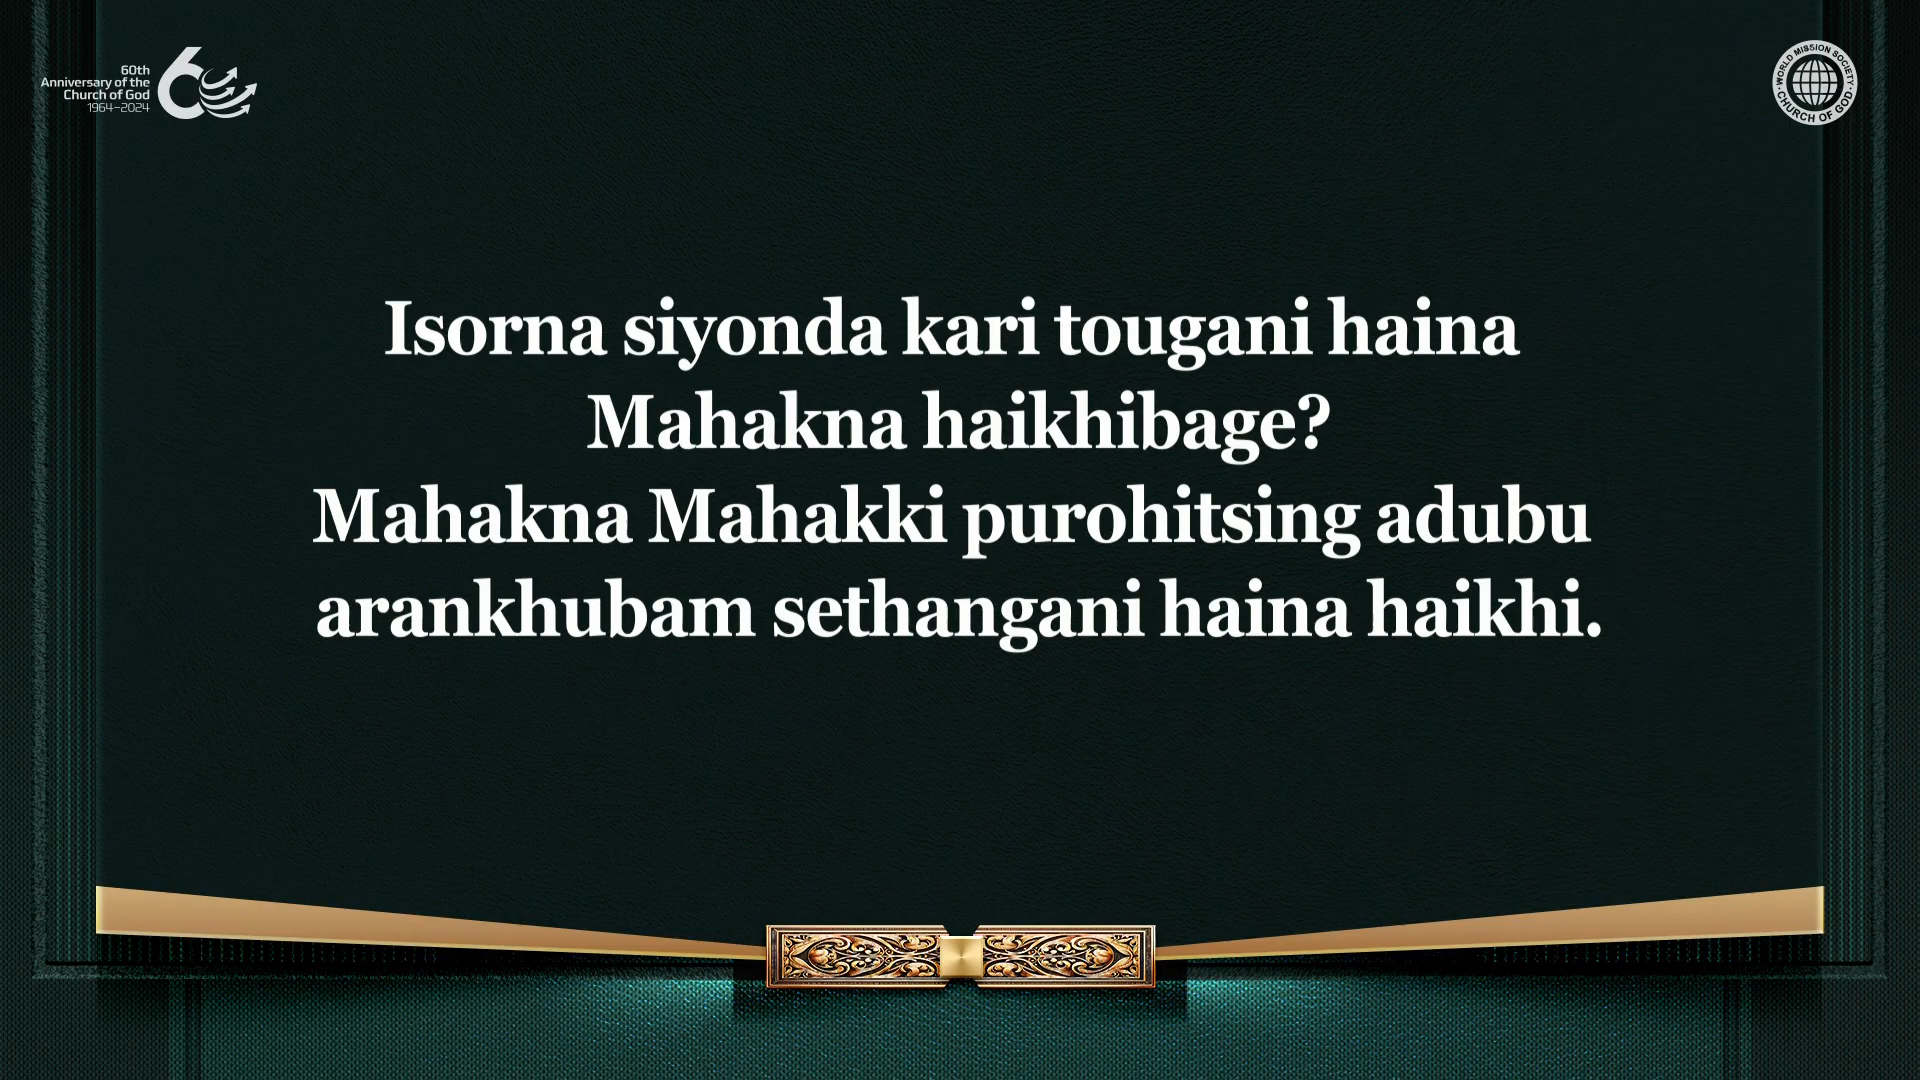 60th
Anniversary of the
Church of God
1964–2024
WORLD MISSION SOCIETY
CHURCH OF GOD
Isorna siyonda kari tougani haina
Mahakna haikhibage?
Mahakna Mahakki purohitsing adubu
arankhubam sethangani haina haikhi.